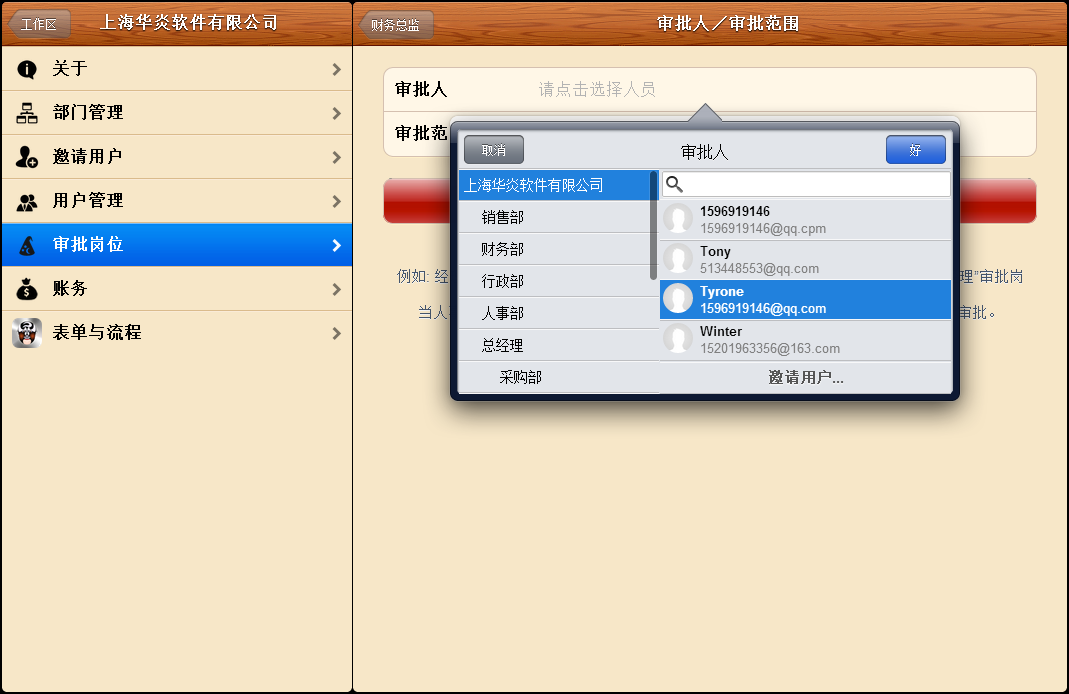 工作区
上海华炎软件有限公司
关于
部门管理
邀请用户
用户管理
审批岗位
账务
表单与流程
财务总监
审批人／审批范围
审批人
请点击选择人员
审批范
取消
审批人
好
上海华炎软件有限公司
销售部
财务部
行政部
人事部
总经理
采购部
1596919146
1596919146@qq.cpm
Tony
513448553@qq.com
Tyrone
1596919146@qq.com
Winter
15201963356@163.com
邀请用户...
例如: 经
理”审批岗
当人
审批。